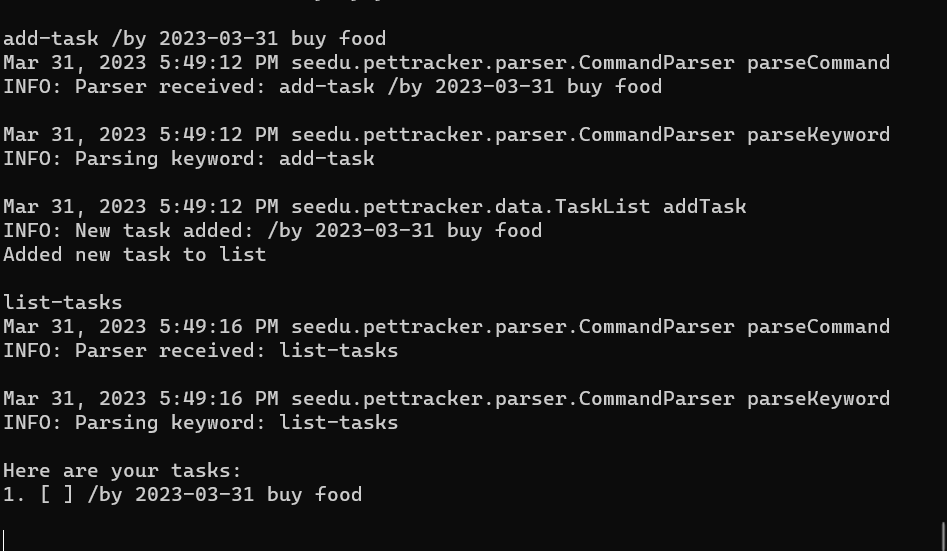 add-task /by 2023-03-31 buy food
Mar 31, 2023 5:49:12 PM seedu.pettracker.parser.CommandParser parseCommand
INFO: Parser received: add-task /by 2023-03-31 buy food
Mar 31, 2023 5:49:12 PM seedu.pettracker.parser.CommandParser parseKeyword
INFO: Parsing keyword: add-task
Mar 31, 2023 5:49:12 PM seedu.pettracker.data.TaskList addTask
INFO: New task added: /by 2023-03-31 buy food
Added new task to list
list-tasks
Mar 31, 2023 5:49:16 PM seedu.pettracker.parser.CommandParser parseCommand
INFO: Parser received: list-tasks
Mar 31, 2023 5:49:16 PM seedu.pettracker.parser.CommandParser parseKeyword
INFO: Parsing keyword: list-tasks
Here are your tasks:
1. [ ] /by 2023-03-31 buy food